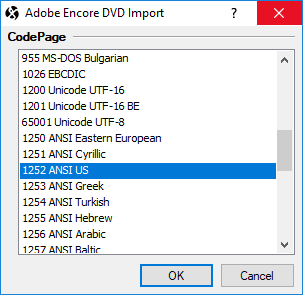 Adobe Encore DVD Import
?
CodePage
955 MS-DOS Bulgarian
1026 EBCDIC
1200 Unicode UTF-16
1201 Unicode UTF-16 BE
65001 Unicode UTF-8
1250 ANSI Eastern European
1251 ANSI Cyrillic
1252 ANSI US
1253 ANSI Greek
1254 ANSI Turkish
1255 ANSI Hebrew
1256 ANSI Arabic
1257 ANSI Baltic
OK
Cancel